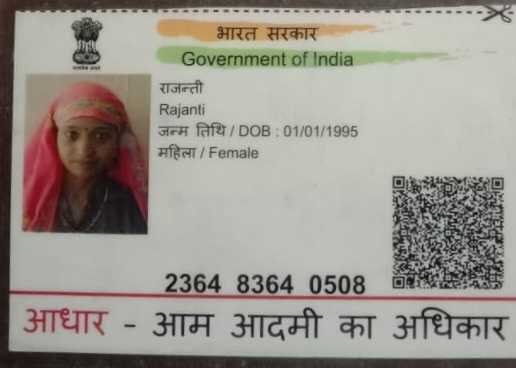 भारत सरकार
Government of India
राजन्ती
Rajanti
जन्म तिथि / DOB : 01/01/1995
महिला / Female
2364 8364 0508
आधार - आम आदमी का अधिकार